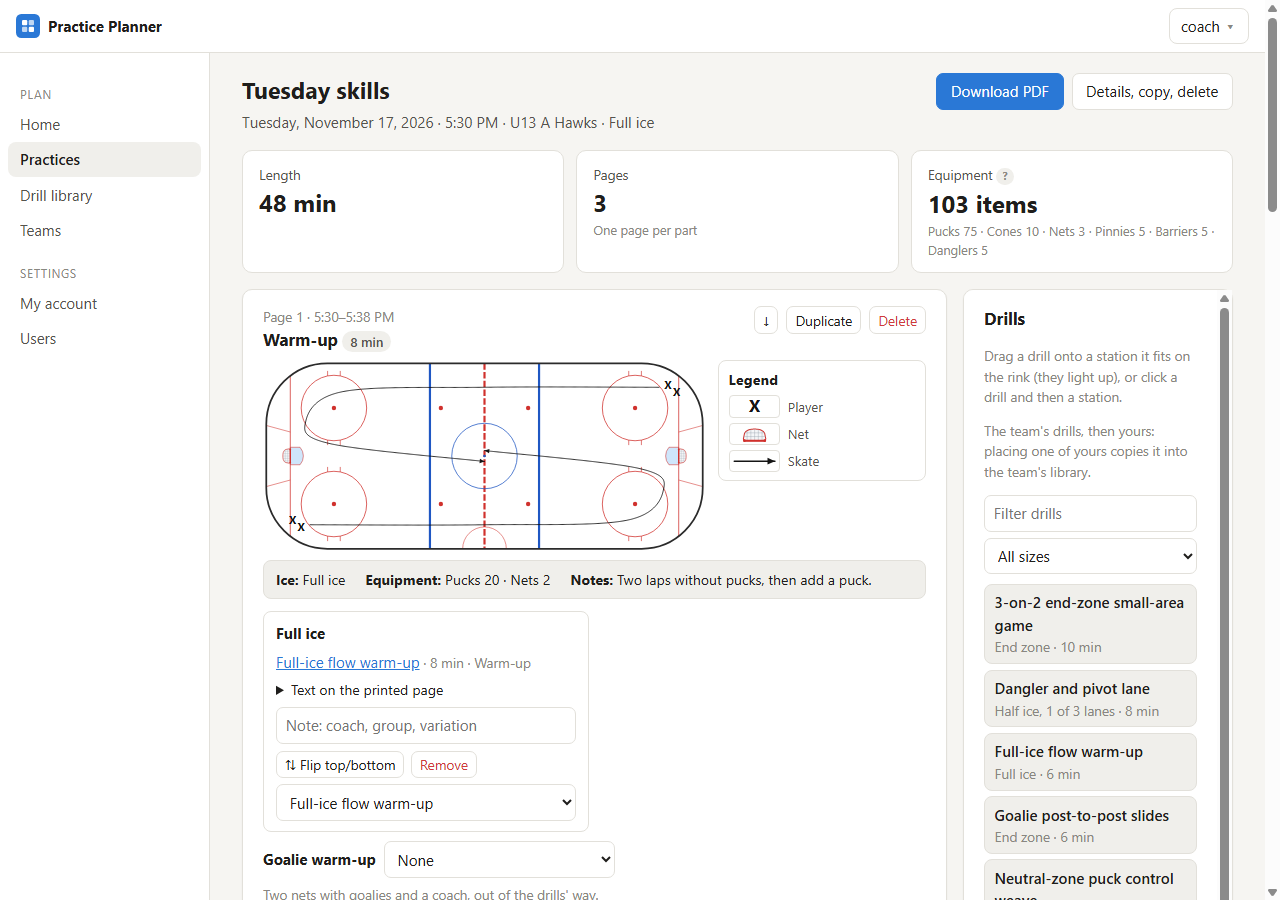 Practice Planner
coach
PLAN
Home
Practices
Drill library
Teams
SETTINGS
My account
Users
Tuesday skills
Tuesday, November 17, 2026 · 5:30 PM · U13 A Hawks · Full ice
Download PDF
Details, copy, delete
Length
48 min
Pages
3
One page per part
Equipment ?
103 items
Pucks 75 · Cones 10 · Nets 3 · Pinnies 5 · Barriers 5 ·
Danglers 5
Page 1 · 5:30–5:38 PM
Warm-up 8 min
↓ Duplicate Delete
X
X
X
X
Legend
X Player
Net
Skate
Ice: Full ice Equipment: Pucks 20 · Nets 2 Notes: Two laps without pucks, then add a puck.
Full ice
Full-ice flow warm-up · 8 min · Warm-up
Text on the printed page
Note: coach, group, variation
⇅ Flip top/bottom Remove
Full-ice flow warm-up
Goalie warm-up None
Two nets with goalies and a coach, out of the drills' way.
Drills
Drag a drill onto a station it fits on
the rink (they light up), or click a
drill and then a station.
The team's drills, then yours:
placing one of yours copies it into
the team's library.
Filter drills
All sizes
3-on-2 end-zone small-area
game
End zone · 10 min
Dangler and pivot lane
Half ice, 1 of 3 lanes · 8 min
Full-ice flow warm-up
Full ice · 6 min
Goalie post-to-post slides
End zone · 6 min
Neutral-zone puck control
weave